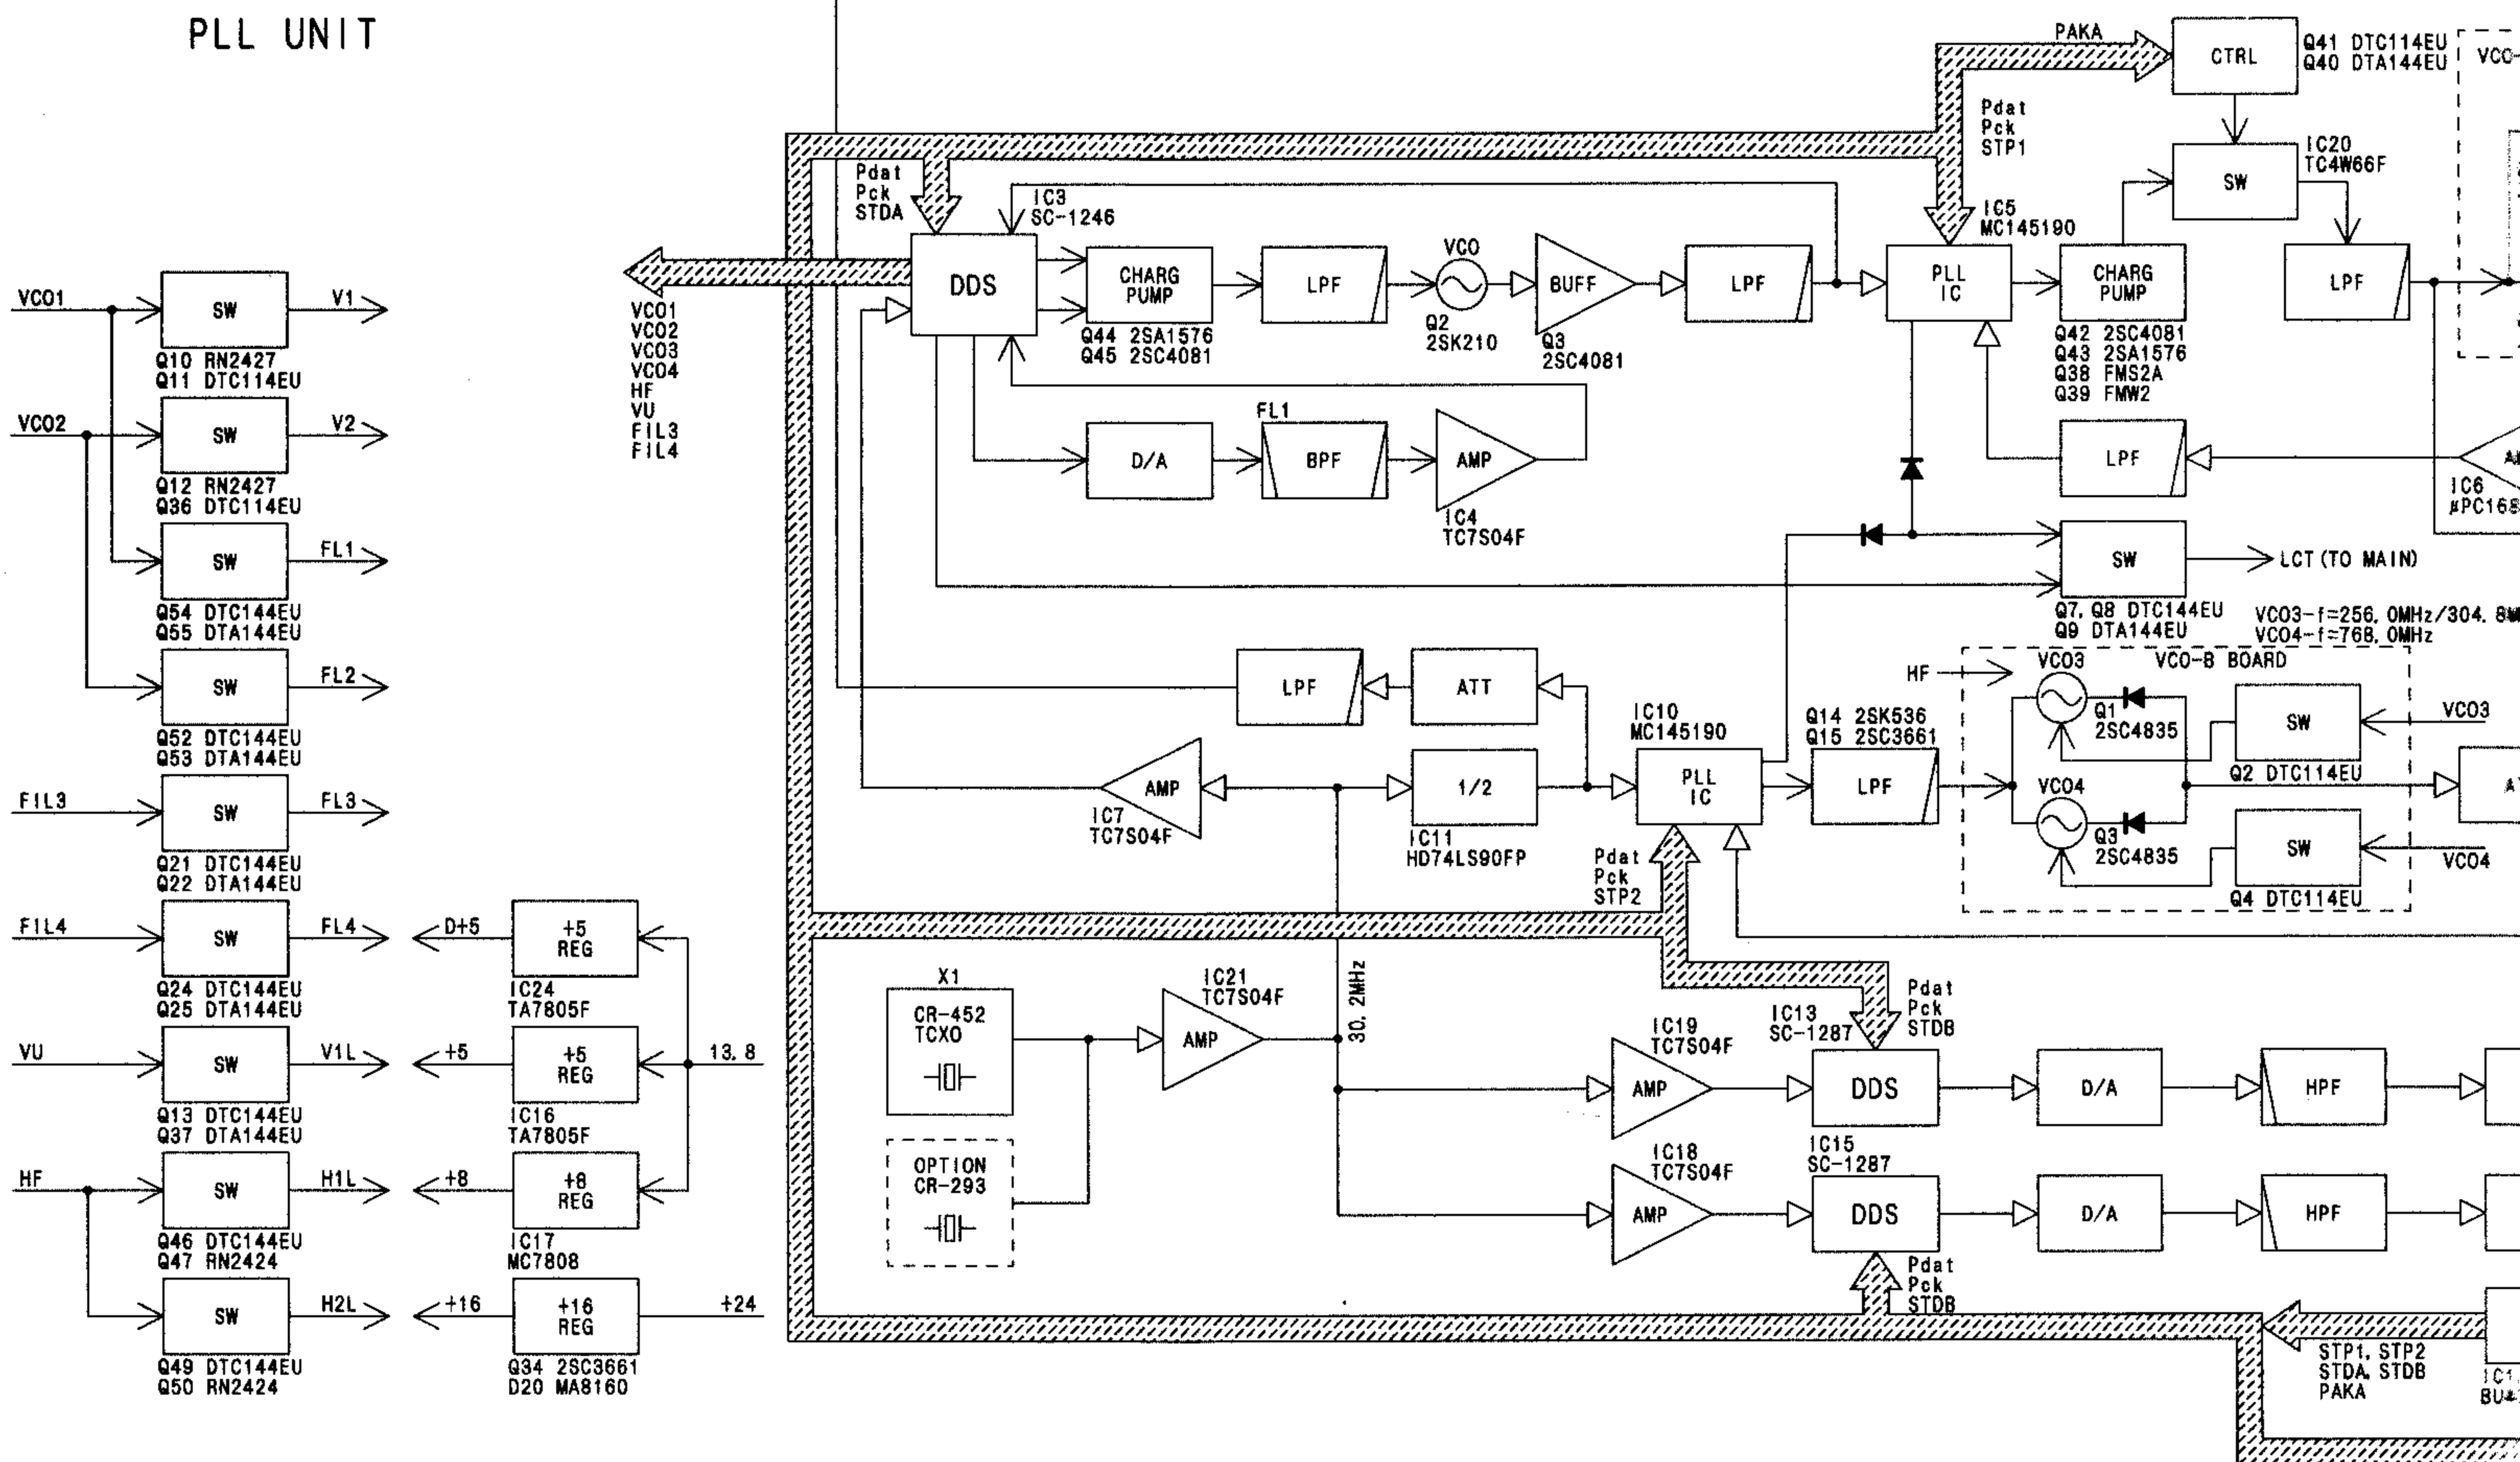 PLL UNIT
VCO1
SW
V1
Q10 RN2427
Q11 DTC114EU
VCO2
SW
V2
Q12 RN2427
Q36 DTC114EU
SW
FL1
Q54 DTC144EU
Q55 DTA144EU
SW
FL2
Q52 DTC144EU
Q53 DTA144EU
FIL3
SW
FL3
Q21 DTC144EU
Q22 DTA144EU
FIL4
SW
FL4
Q24 DTC144EU
Q25 DTA144EU
VU
SW
V1L
Q13 DTC144EU
Q37 DTA144EU
HF
SW
H1L
Q46 DTC144EU
Q47 RN2424
SW
H2L
Q49 DTC144EU
Q50 RN2424
D+5
+5
REG
IC24
TA7805F
+5
+5
REG
13.8
IC16
TA7805F
+8
+8
REG
IC17
MC7808
+16
+16
REG
+24
Q34 2SC3661
D20 MA8160
VCO1
VCO2
VCO3
VCO4
HF
VU
FIL3
FIL4
Pdat
Pck
STDA
IC3
SC-1246
DDS
CHARG
PUMP
Q44 2SA1576
Q45 2SC4081
LPF
VCO
Q2
2SK210
BUFF
Q3
2SC4081
LPF
PAKA
CTRL
Q41 DTC114EU
Q40 DTA144EU
Pdat
Pck
STP1
SW
IC20
TC4W66F
IC5
MC145190
PLL
IC
CHARG
PUMP
Q42 2SC4081
Q43 2SA1576
Q38 FMS2A
Q39 FMW2
LPF
D/A
FL1
BPF
AMP
IC4
TC7S04F
LPF
IC6
SW
LCT (TO MAIN)
Q7, Q8 DTC144EU
Q9 DTA144EU
VCO3-f=256.0MHz/304.8M
VCO4-f=768.0MHz
LPF
ATT
IC10
MC145190
PLL
IC
Q14 2SK536
Q15 2SC3661
LPF
HF
VCO3
VCO-B BOARD
Q1
2SC4835
SW
VCO3
Q2 DTC114EU
VCO4
Q3
2SC4835
SW
VCO4
Q4 DTC114EU
AMP
IC7
TC7S04F
1/2
IC11
HD74LS90FP
Pdat
Pck
STP2
X1
CR-452
TCXO
IC21
TC7S04F
AMP
30.2MHz
OPTION
CR-293
IC19
TC7S04F
AMP
IC13
SC-1287
Pdat
Pck
STDB
DDS
D/A
HPF
IC18
TC7S04F
AMP
IC15
SC-1287
DDS
D/A
HPF
Pdat
Pck
STDB
STP1, STP2
STDA, STDB
PAKA